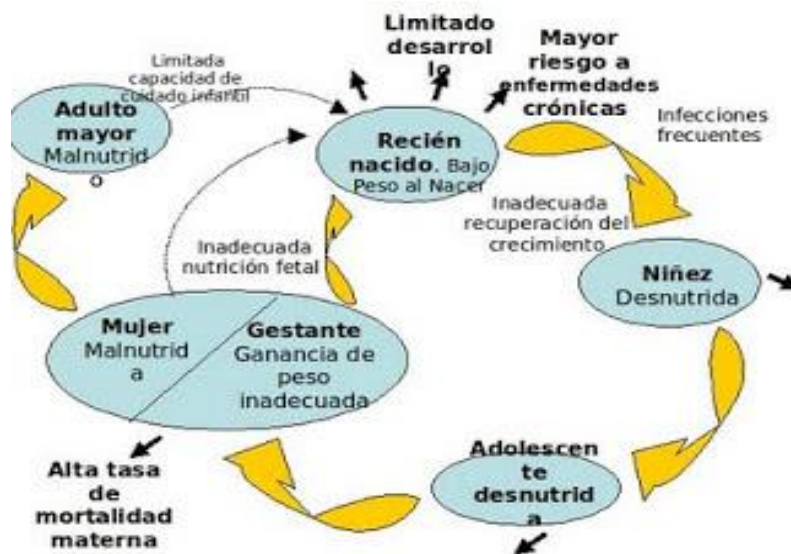 Limitado
desarrol
lo
Mayor
riesgo a
enfermedades
crónicas
Limitada
capacidad de
cuidado infantil
Adulto
mayor
Malnutrid
o
Recién
nacido. Bajo
Peso al Nacer
Infecciones
frecuentes
Inadecuada
recuperación del
crecimiento
Inadecuada
nutrición fetal
Niñez
Desnutrida
Mujer
Malnutrid
a
Gestante
Ganancia de
peso
inadecuada
Adolescen
te
desnutrid
a
Alta tasa
de
mortalidad
materna